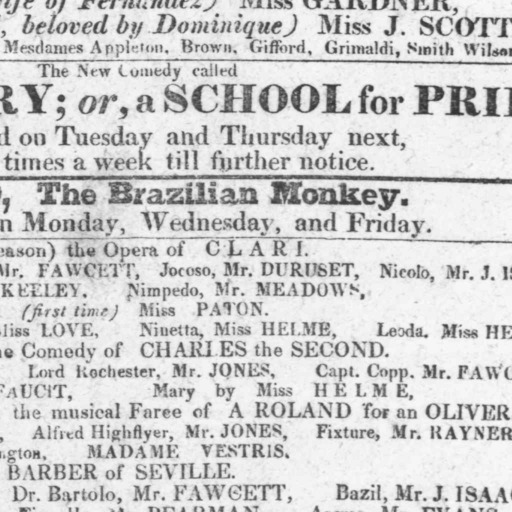 ife of Fernandez) Miss GARDNER,
, beloved by Dominique) Miss J. SCOTT
Mesdames Appleton, Brown, Gifford, Grimaldi, Smith Wilson
The New Comedy called
RY; or, a SCHOOL for PRI
d on Tuesday and Thursday next,
times a week till further notice.
, The Brazilian Monkey.
n Monday, Wednesday, and Friday.
eason) the Opera of CLARI.
Mr. FAWCETT, Jocoso, Mr. DURUSET, Nicolo, Mr. J. IS
KEELEY, Nimpedo, Mr. MEADOWS,
(first time) Miss PATON.
Miss LOVE, Ninetta, Miss HELME, Leoda, Miss HE
he Comedy of CHARLES the SECOND.
Lord Rochester, Mr. JONES, Capt. Copp. Mr. FAWC
FAUCIT, Mary by Miss HELME,
the musical Faree of A ROLAND for an OLIVER
, Alfred Highflyer, Mr. JONES, Fixture, Mr. RAYNER
ngton, MADAME VESTRIS.
BARBER of SEVILLE.
Dr. Bartolo, Mr. FAWCETT, Bazil, Mr. J. ISAA